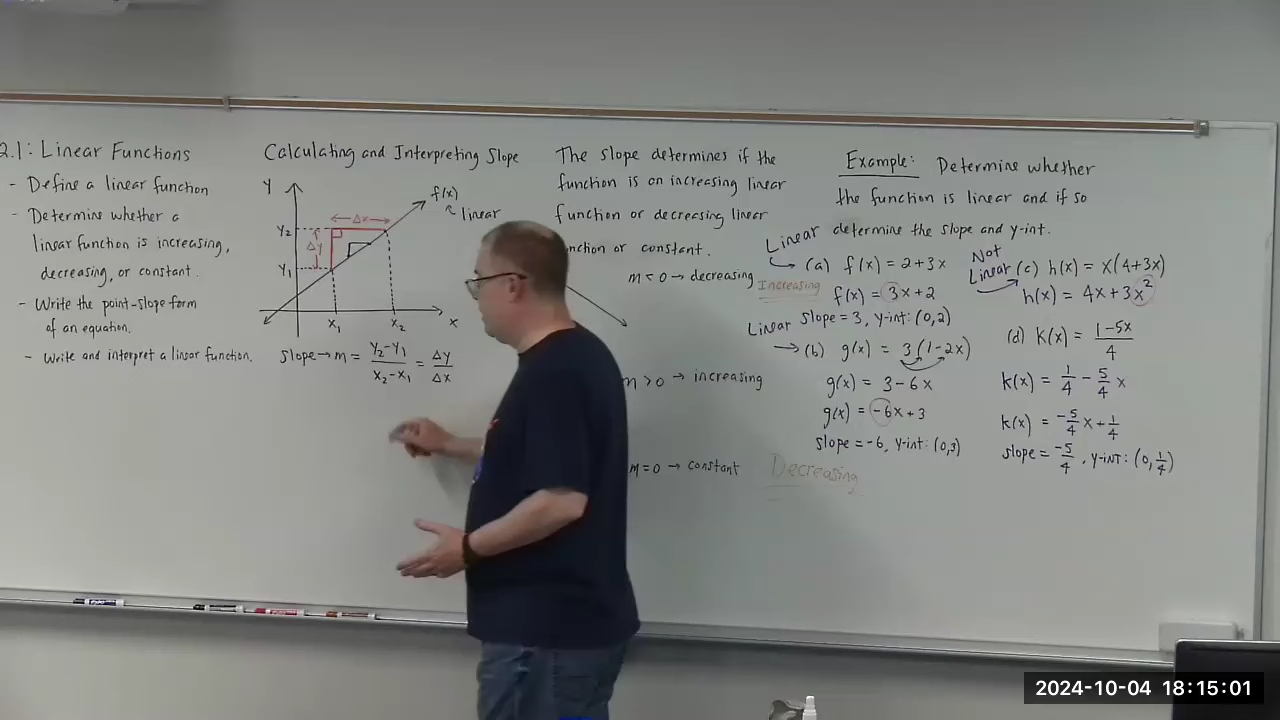 2.1: Linear Functions
- Define a linear function
- Determine whether a
linear function is increasing,
decreasing, or constant.
- Write the point-slope form
of an equation.
- Write and interpret a linear function.
Calculating and Interpreting Slope
Y
f(x)
linear
Δx
Y₂
Δy
Y₁
X₁
X₂
x
Slope → m = (Y₂-Y₁)/(X₂-X₁) = Δy/Δx
The slope determines if the
function is an increasing linear
function or decreasing linear
nction or constant.
m < 0 → decreasing
m > 0 → increasing
m = 0 → constant
Example: Determine whether
the function is linear and if so
determine the slope and y-int.
Linear
(a) f(x) = 2+3x
Increasing
f(x) = 3x+2
slope = 3, y-int: (0,2)
Linear
(b) g(x) = 3(1-2x)
g(x) = 3-6x
g(x) = -6x+3
slope = -6, y-int: (0,3)
Decreasing
Not
Linear
(c) h(x) = x(4+3x)
h(x) = 4x+3x²
(d) k(x) = (1-5x)/4
k(x) = 1/4 - 5/4 x
k(x) = -5/4 x + 1/4
slope = -5/4, y-int: (0, 1/4)
2024-10-04 18:15:01